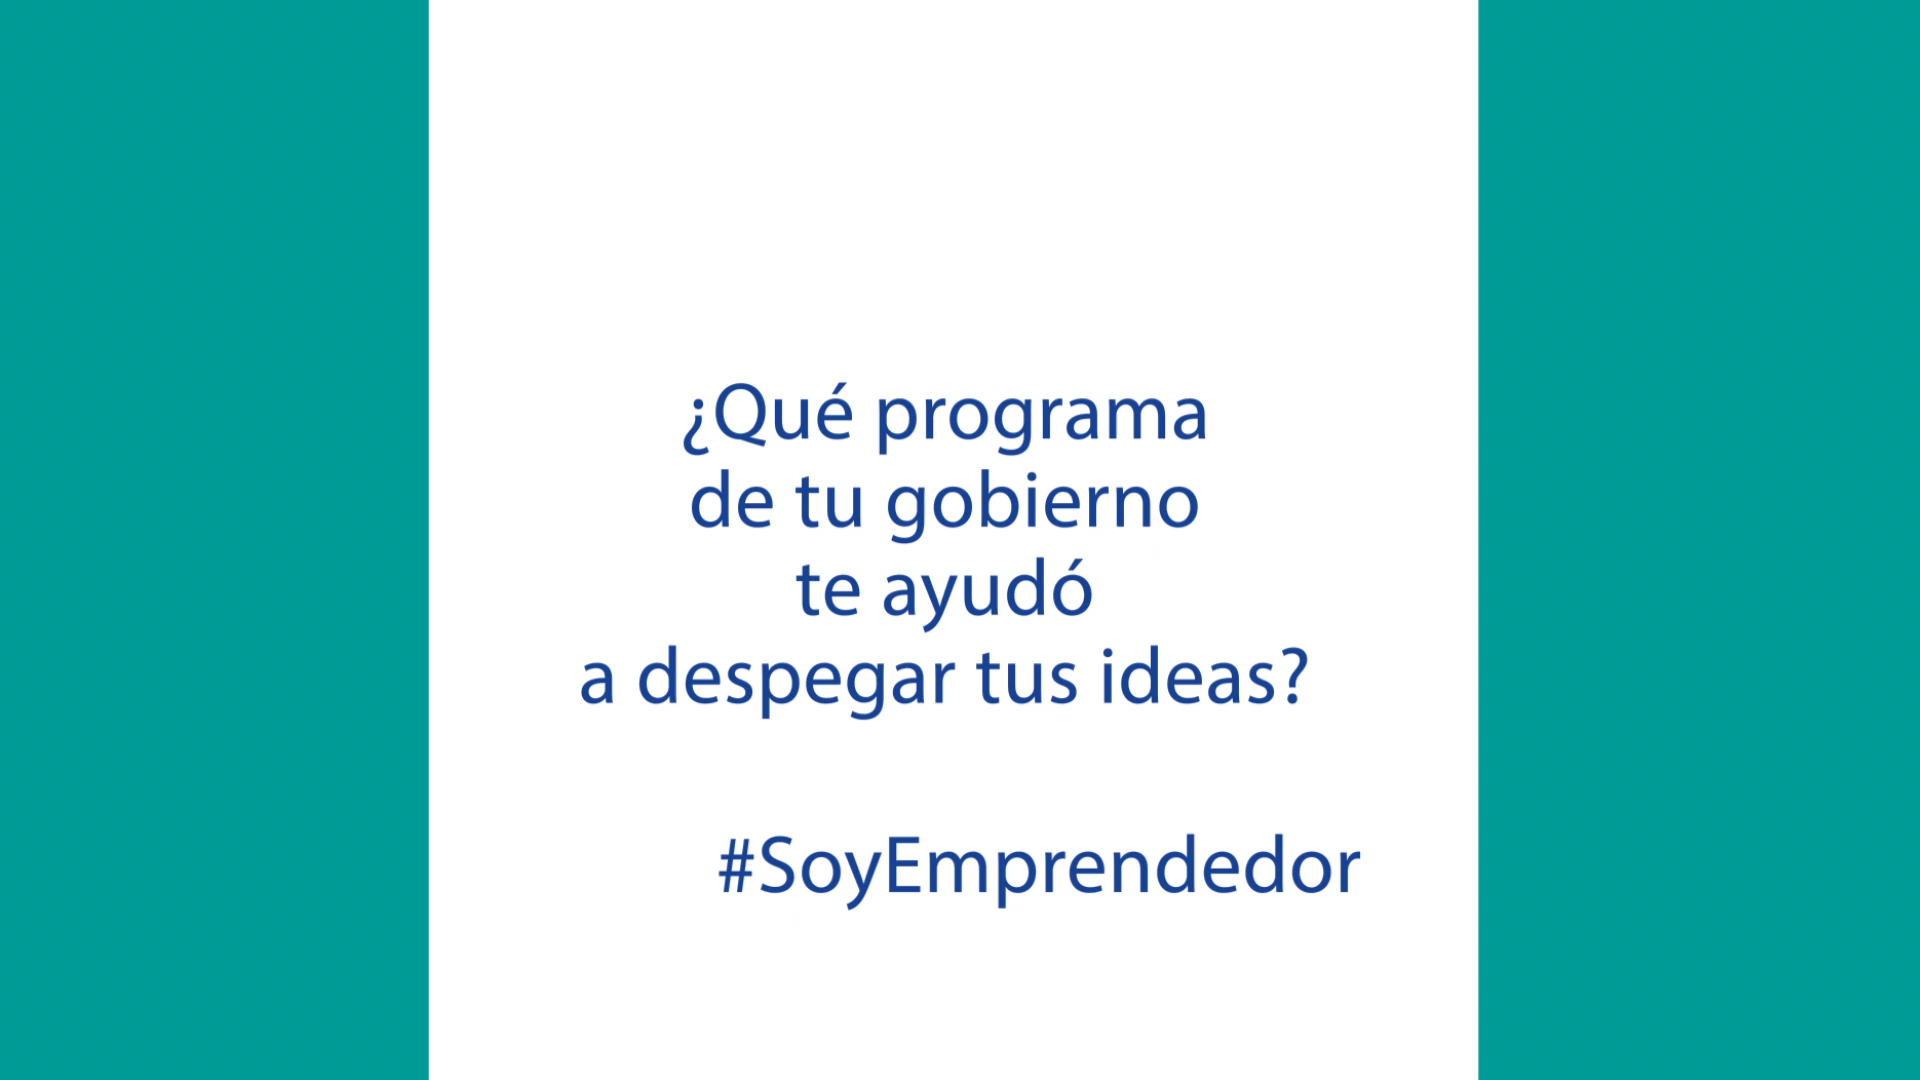 ¿Qué programa
de tu gobierno
te ayudó
a despegar tus ideas?
#SoyEmprendedor